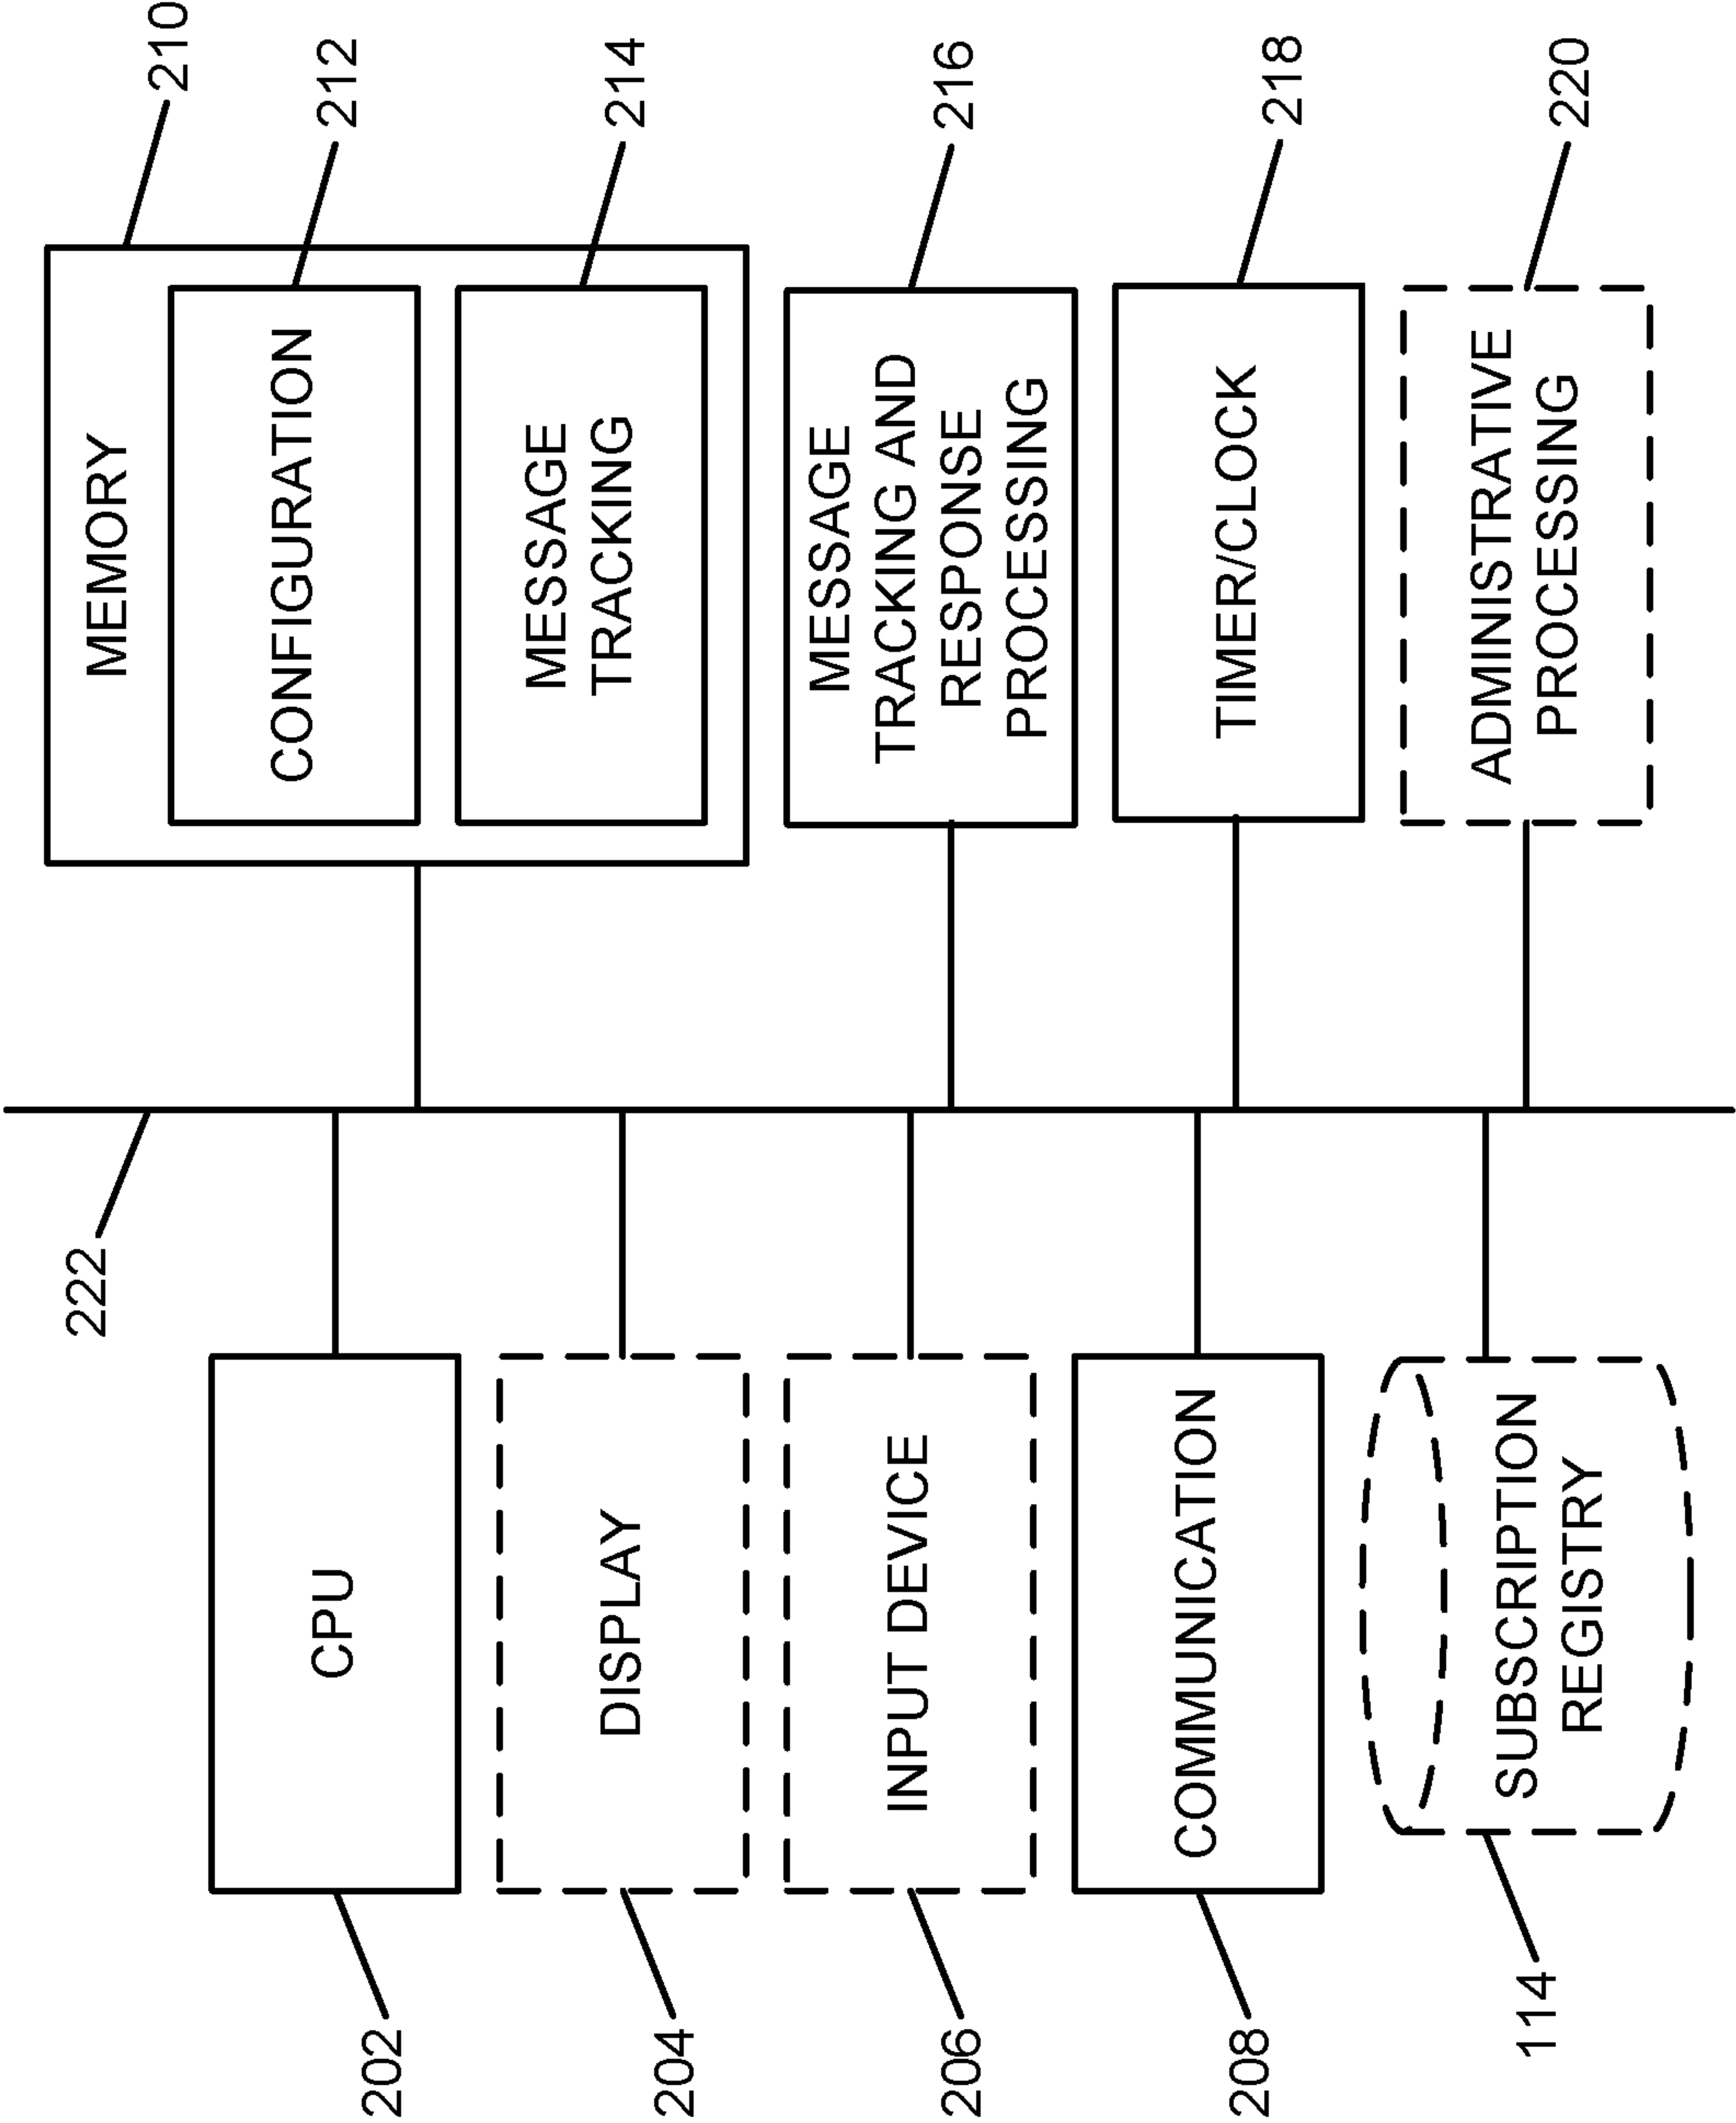 202
CPU
204
DISPLAY
206
INPUT DEVICE
208
COMMUNICATION
114
SUBSCRIPTION
REGISTRY
222
MEMORY
210
CONFIGURATION
212
MESSAGE
TRACKING
214
MESSAGE
TRACKING AND
RESPONSE
PROCESSING
216
TIMER/CLOCK
218
ADMINISTRATIVE
PROCESSING
220